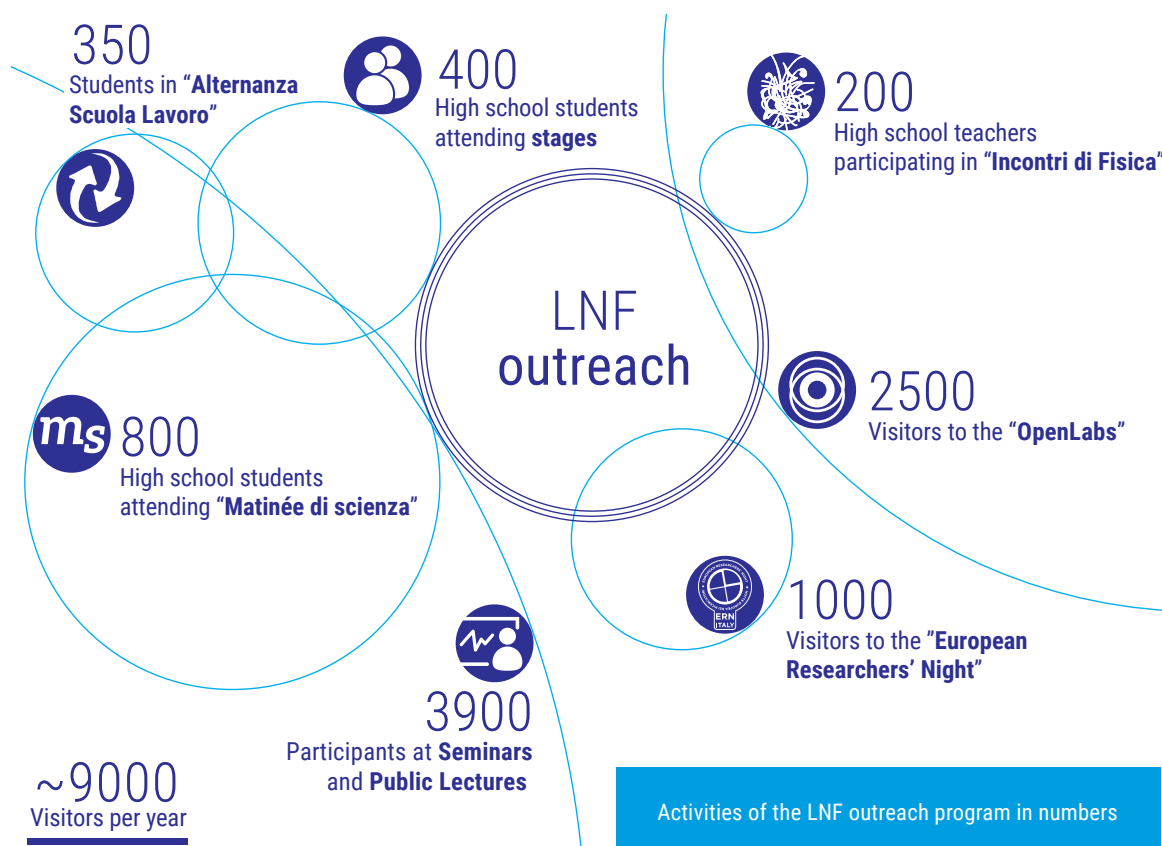 350
Students in “Alternanza
Scuola Lavoro”
400
High school students
attending stages
200
High school teachers
participating in “Incontri di Fisica”
LNF
outreach
2500
Visitors to the “OpenLabs”
ms
800
High school students
attending “Matinée di scienza”
ERN
ITALY
1000
Visitors to the ”European
Researchers’ Night”
3900
Participants at Seminars
and Public Lectures
~9000
Visitors per year
Activities of the LNF outreach program in numbers